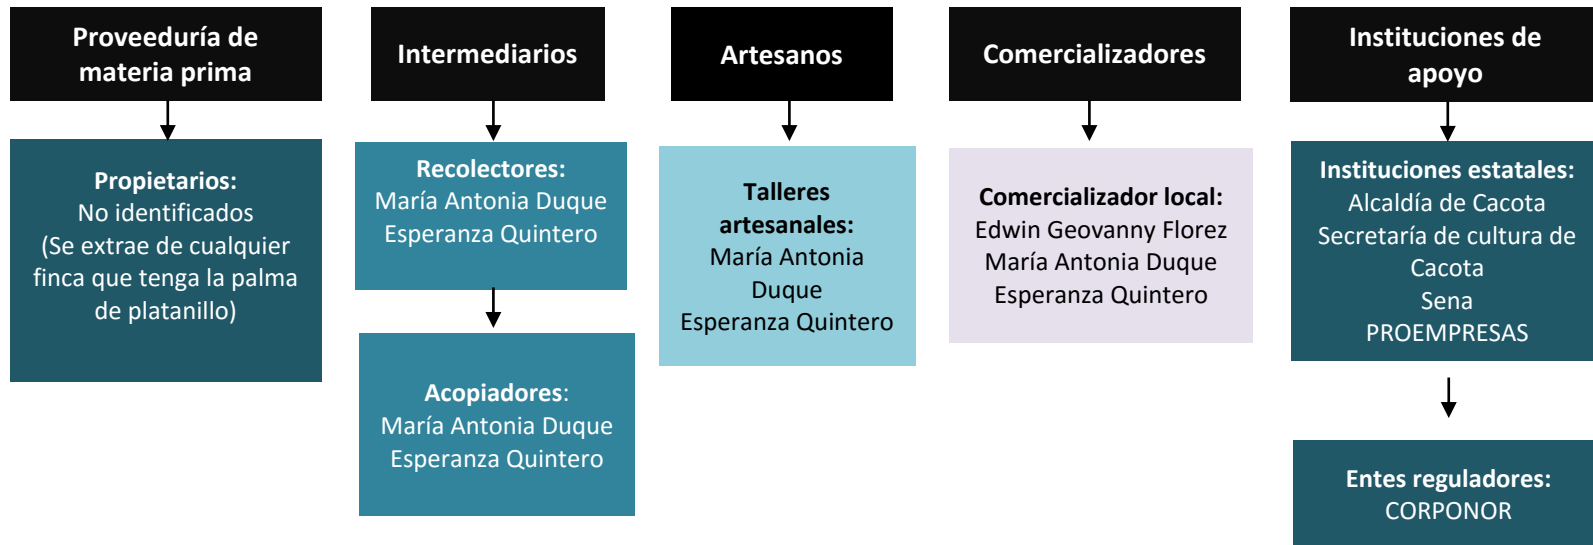 Proveeduría de
materia prima
Intermediarios
Artesanos
Comercializadores
Instituciones de
apoyo
Propietarios:
No identificados
(Se extrae de cualquier
finca que tenga la palma
de platanillo)
Recolectores:
María Antonia Duque
Esperanza Quintero
Acopiadores:
María Antonia Duque
Esperanza Quintero
Talleres
artesanales:
María Antonia
Duque
Esperanza Quintero
Comercializador local:
Edwin Geovanny Florez
María Antonia Duque
Esperanza Quintero
Instituciones estatales:
Alcaldía de Cacota
Secretaría de cultura de
Cacota
Sena
PROEMPRESAS
Entes reguladores:
CORPONOR